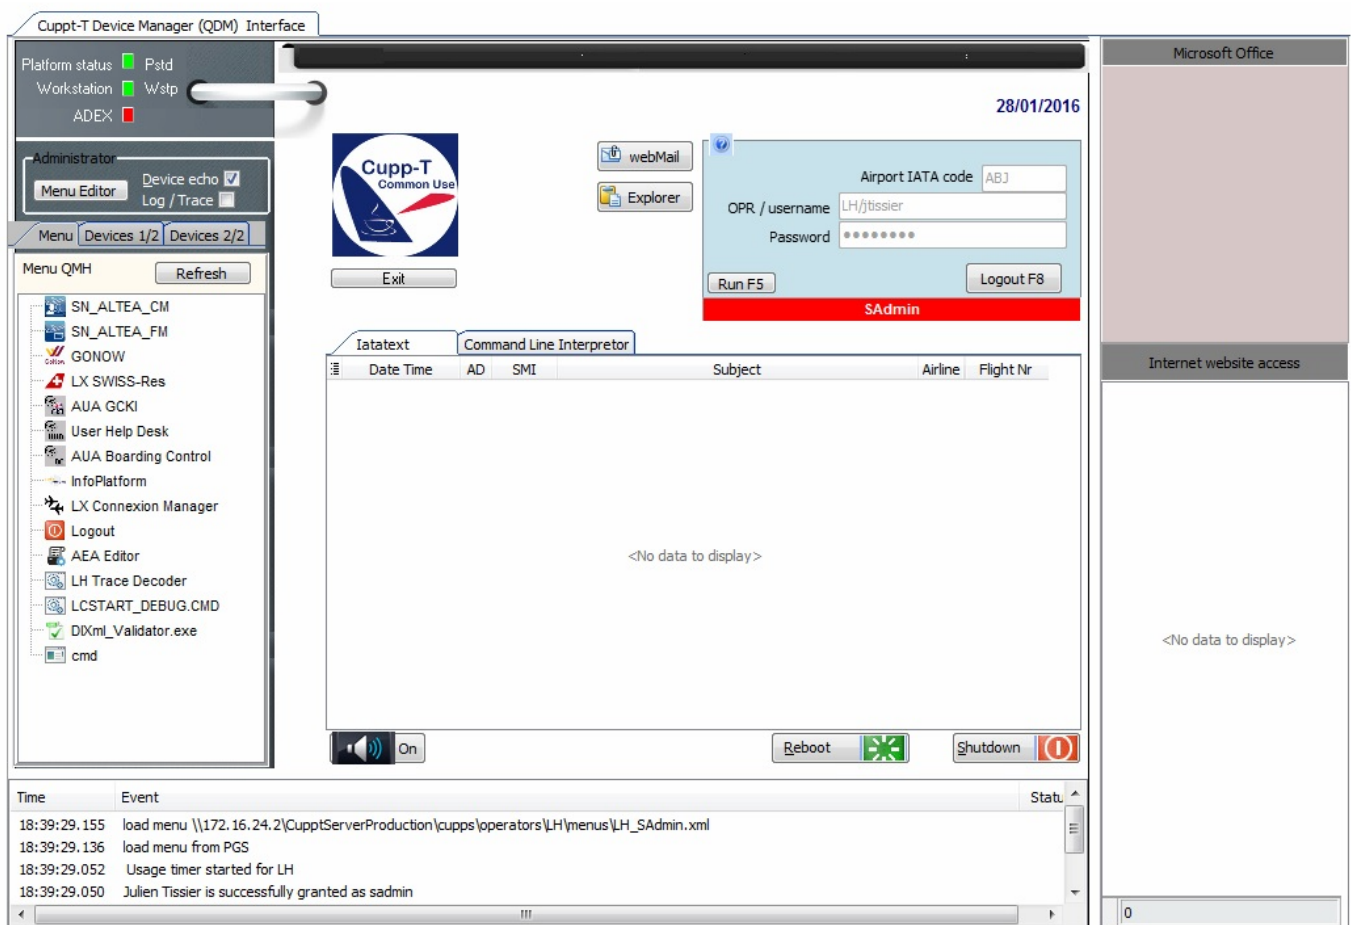 Cuppt-T Device Manager (QDM) Interface
Platform status Pstd
Workstation Wstp
ADEX
Administrator
Menu Editor
Device echo
Log / Trace
Menu Devices 1/2 Devices 2/2
Menu QMH Refresh
SN_ALTEA_CM
SN_ALTEA_FM
GONOW
LX SWISS-Res
AUA GCKI
User Help Desk
AUA Boarding Control
InfoPlatform
LX Connexion Manager
Logout
AEA Editor
LH Trace Decoder
LCSTART_DEBUG.CMD
DIXml_Validator.exe
cmd
28/01/2016
Cupp-T
Common Use
Exit
webMail
Explorer
Airport IATA code ABJ
OPR / username LH/jtissier
Password
Run F5 Logout F8
SAdmin
Iatatext Command Line Interpretor
Date Time AD SMI Subject Airline Flight Nr
<No data to display>
On Reboot Shutdown
Time Event Statu
18:39:29.155 load menu \\172.16.24.2\CupptServerProduction\cupps\operators\LH\menus\LH_SAdmin.xml
18:39:29.136 load menu from PGS
18:39:29.052 Usage timer started for LH
18:39:29.050 Julien Tissier is successfully granted as sadmin
Microsoft Office
Internet website access
<No data to display>
0